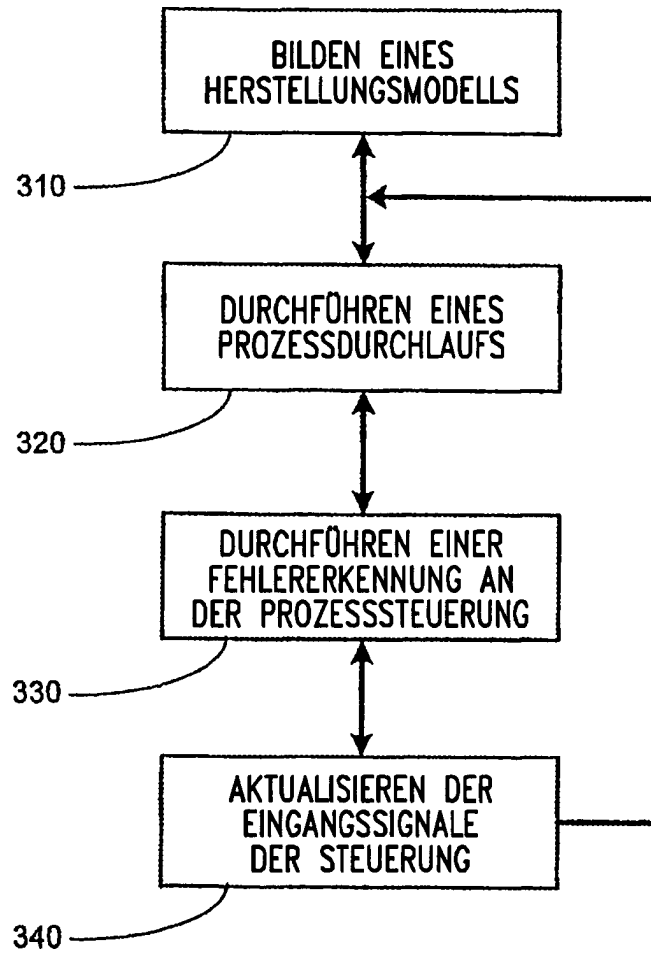 BILDEN EINES
HERSTELLUNGSMODELLS
310
DURCHFÜHREN EINES
PROZESSDURCHLAUFS
320
DURCHFÜHREN EINER
FEHLERERKENNUNG AN
DER PROZESSSTEUERUNG
330
AKTUALISIEREN DER
EINGANGSSIGNALE
DER STEUERUNG
340